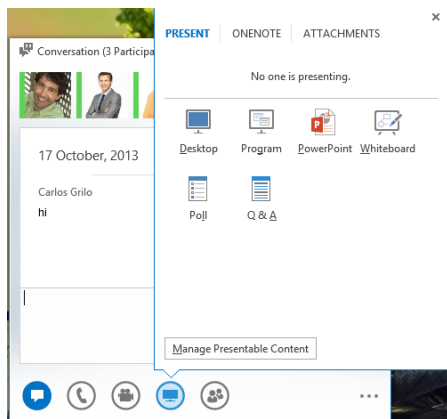 Conversation (3 Participa
17 October, 2013
Carlos Grilo
hi
×
PRESENT ONENOTE ATTACHMENTS
No one is presenting.
Desktop Program PowerPoint Whiteboard
Poll Q & A
Manage Presentable Content